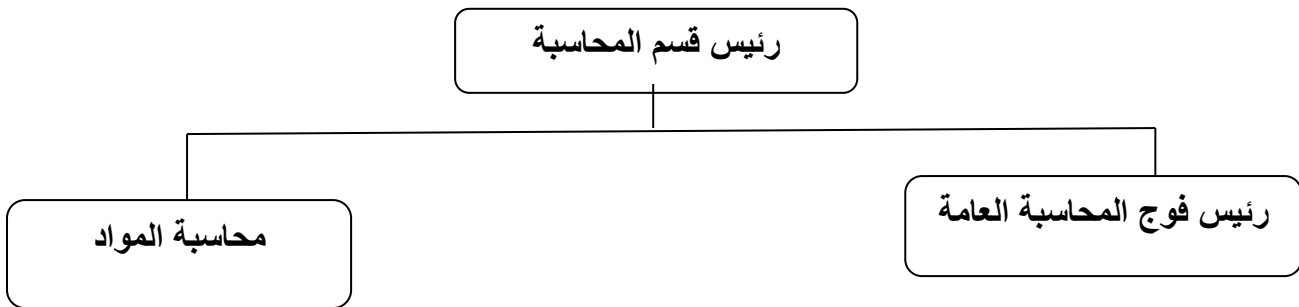 رئيس قسم المحاسبة
رئيس فوج المحاسبة العامة
محاسبة المواد